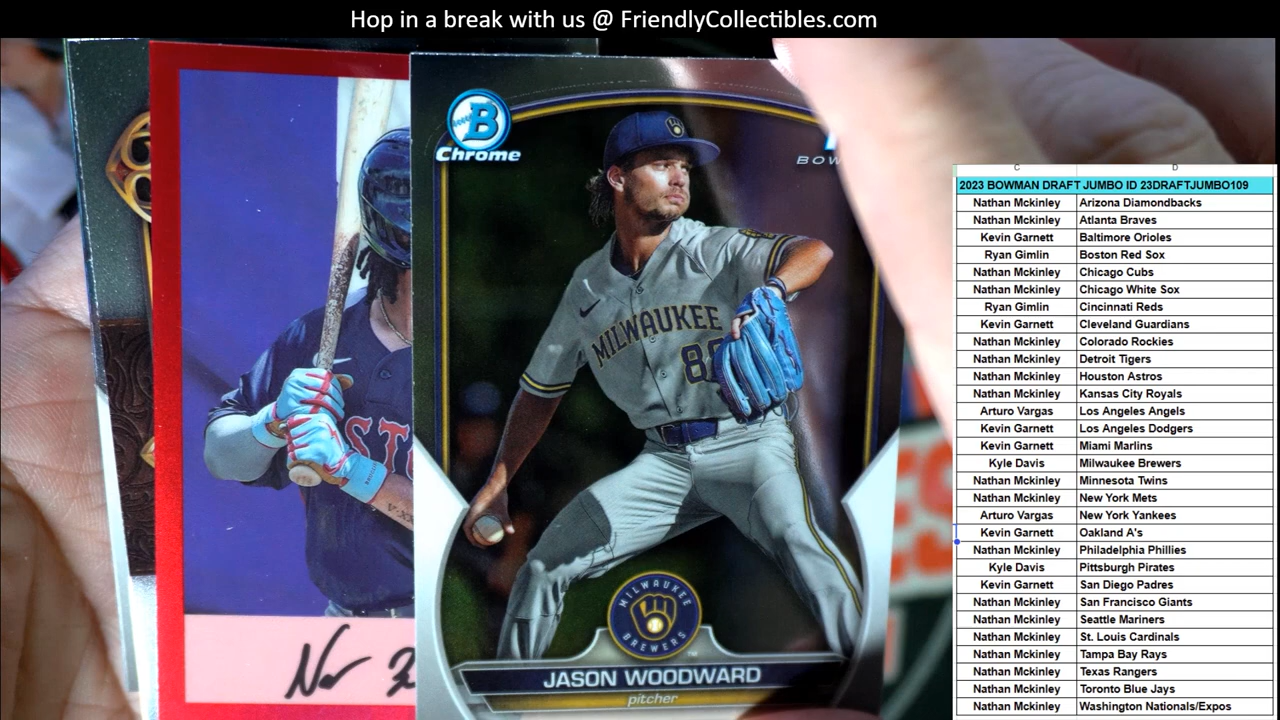 Hop in a break with us @ FriendlyCollectibles.com
B
Chrome
BOW
MILWAUKEE
ST
MILWAUKEE
BREWERS
JASON WOODWARD
pitcher
C D
2023 BOWMAN DRAFT JUMBO ID 23DRAFTJUMBO109
Nathan Mckinley Arizona Diamondbacks
Nathan Mckinley Atlanta Braves
Kevin Garnett Baltimore Orioles
Ryan Gimlin Boston Red Sox
Nathan Mckinley Chicago Cubs
Nathan Mckinley Chicago White Sox
Ryan Gimlin Cincinnati Reds
Kevin Garnett Cleveland Guardians
Nathan Mckinley Colorado Rockies
Nathan Mckinley Detroit Tigers
Nathan Mckinley Houston Astros
Nathan Mckinley Kansas City Royals
Arturo Vargas Los Angeles Angels
Kevin Garnett Los Angeles Dodgers
Kevin Garnett Miami Marlins
Kyle Davis Milwaukee Brewers
Nathan Mckinley Minnesota Twins
Nathan Mckinley New York Mets
Arturo Vargas New York Yankees
Kevin Garnett Oakland A's
Nathan Mckinley Philadelphia Phillies
Kyle Davis Pittsburgh Pirates
Kevin Garnett San Diego Padres
Nathan Mckinley San Francisco Giants
Nathan Mckinley Seattle Mariners
Nathan Mckinley St. Louis Cardinals
Nathan Mckinley Tampa Bay Rays
Nathan Mckinley Texas Rangers
Nathan Mckinley Toronto Blue Jays
Nathan Mckinley Washington Nationals/Expos